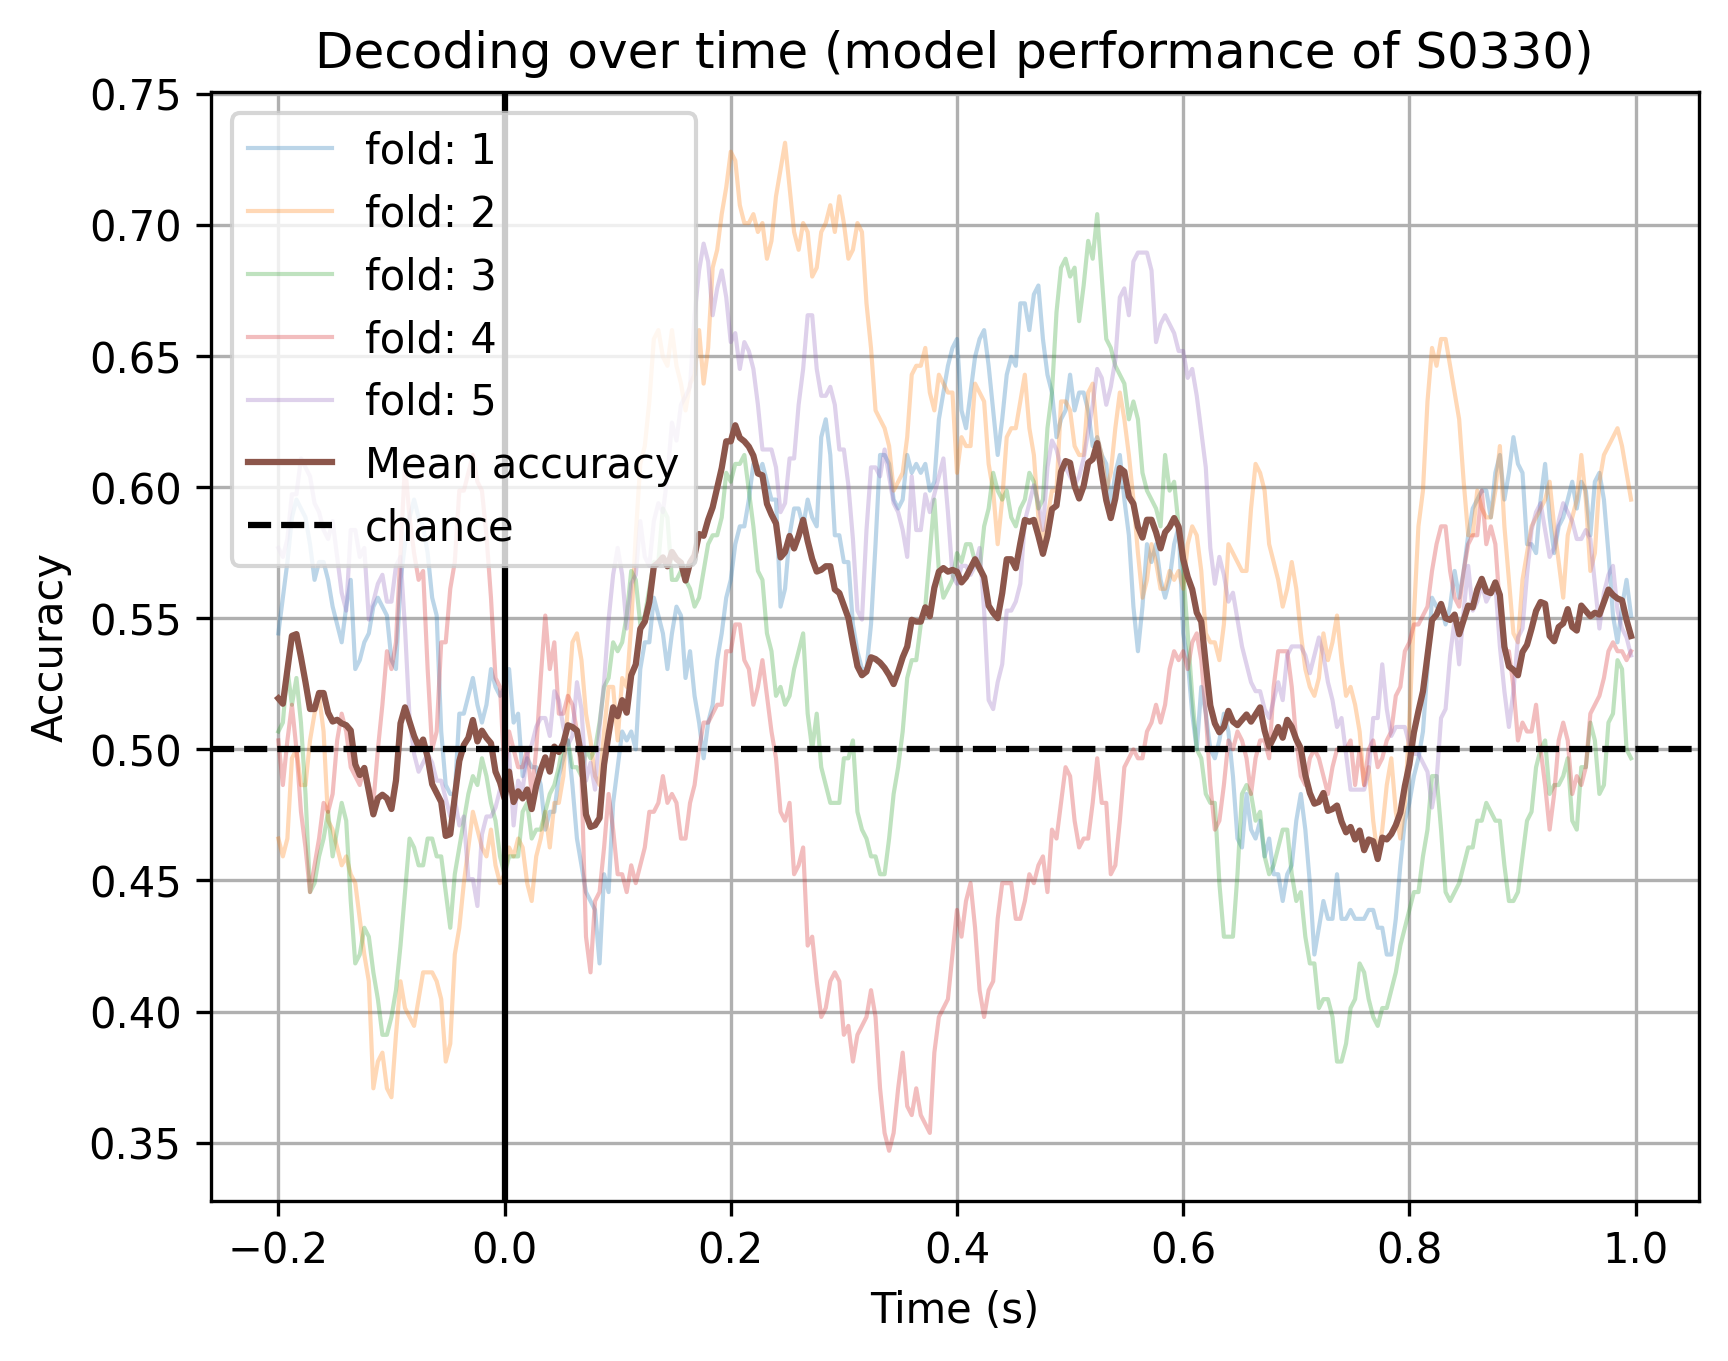 Decoding over time (model performance of S0330)
0.75
0.70
0.65
0.60
0.55
0.50
0.45
0.40
0.35
Accuracy
fold: 1
fold: 2
fold: 3
fold: 4
fold: 5
Mean accuracy
chance
−0.2 0.0 0.2 0.4 0.6 0.8 1.0
Time (s)